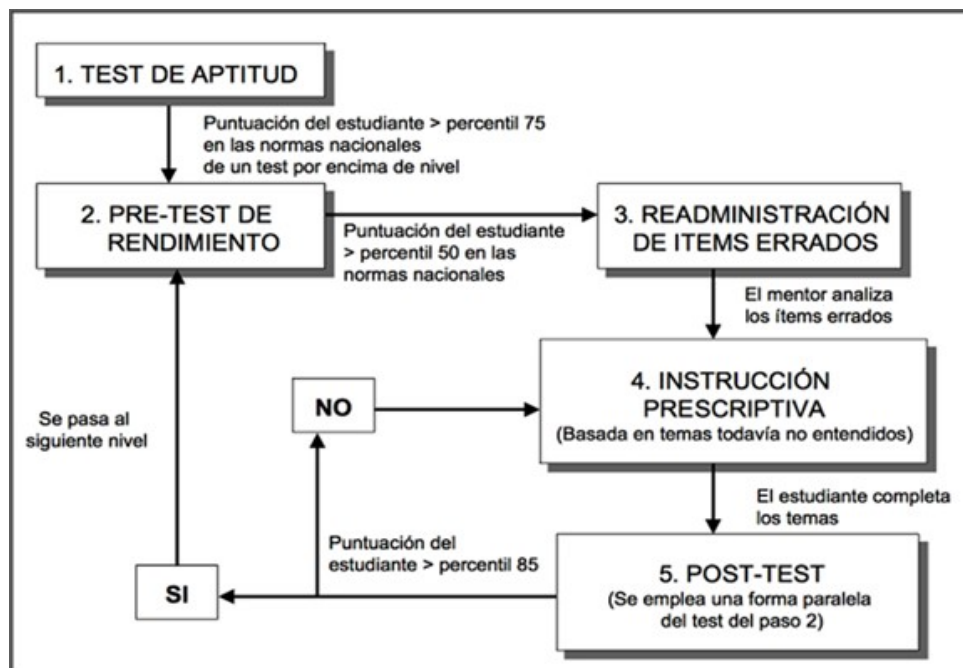 1. TEST DE APTITUD
Puntuación del estudiante > percentil 75
en las normas nacionales
de un test por encima de nivel
2. PRE-TEST DE
RENDIMIENTO
Puntuación del estudiante
> percentil 50 en las
normas nacionales
3. READMINISTRACIÓN
DE ITEMS ERRADOS
El mentor analiza
los ítems errados
4. INSTRUCCIÓN
PRESCRIPTIVA
(Basada en temas todavía no entendidos)
NO
Se pasa al
siguiente nivel
El estudiante completa
los temas
Puntuación del
estudiante > percentil 85
5. POST-TEST
(Se emplea una forma paralela
del test del paso 2)
SI